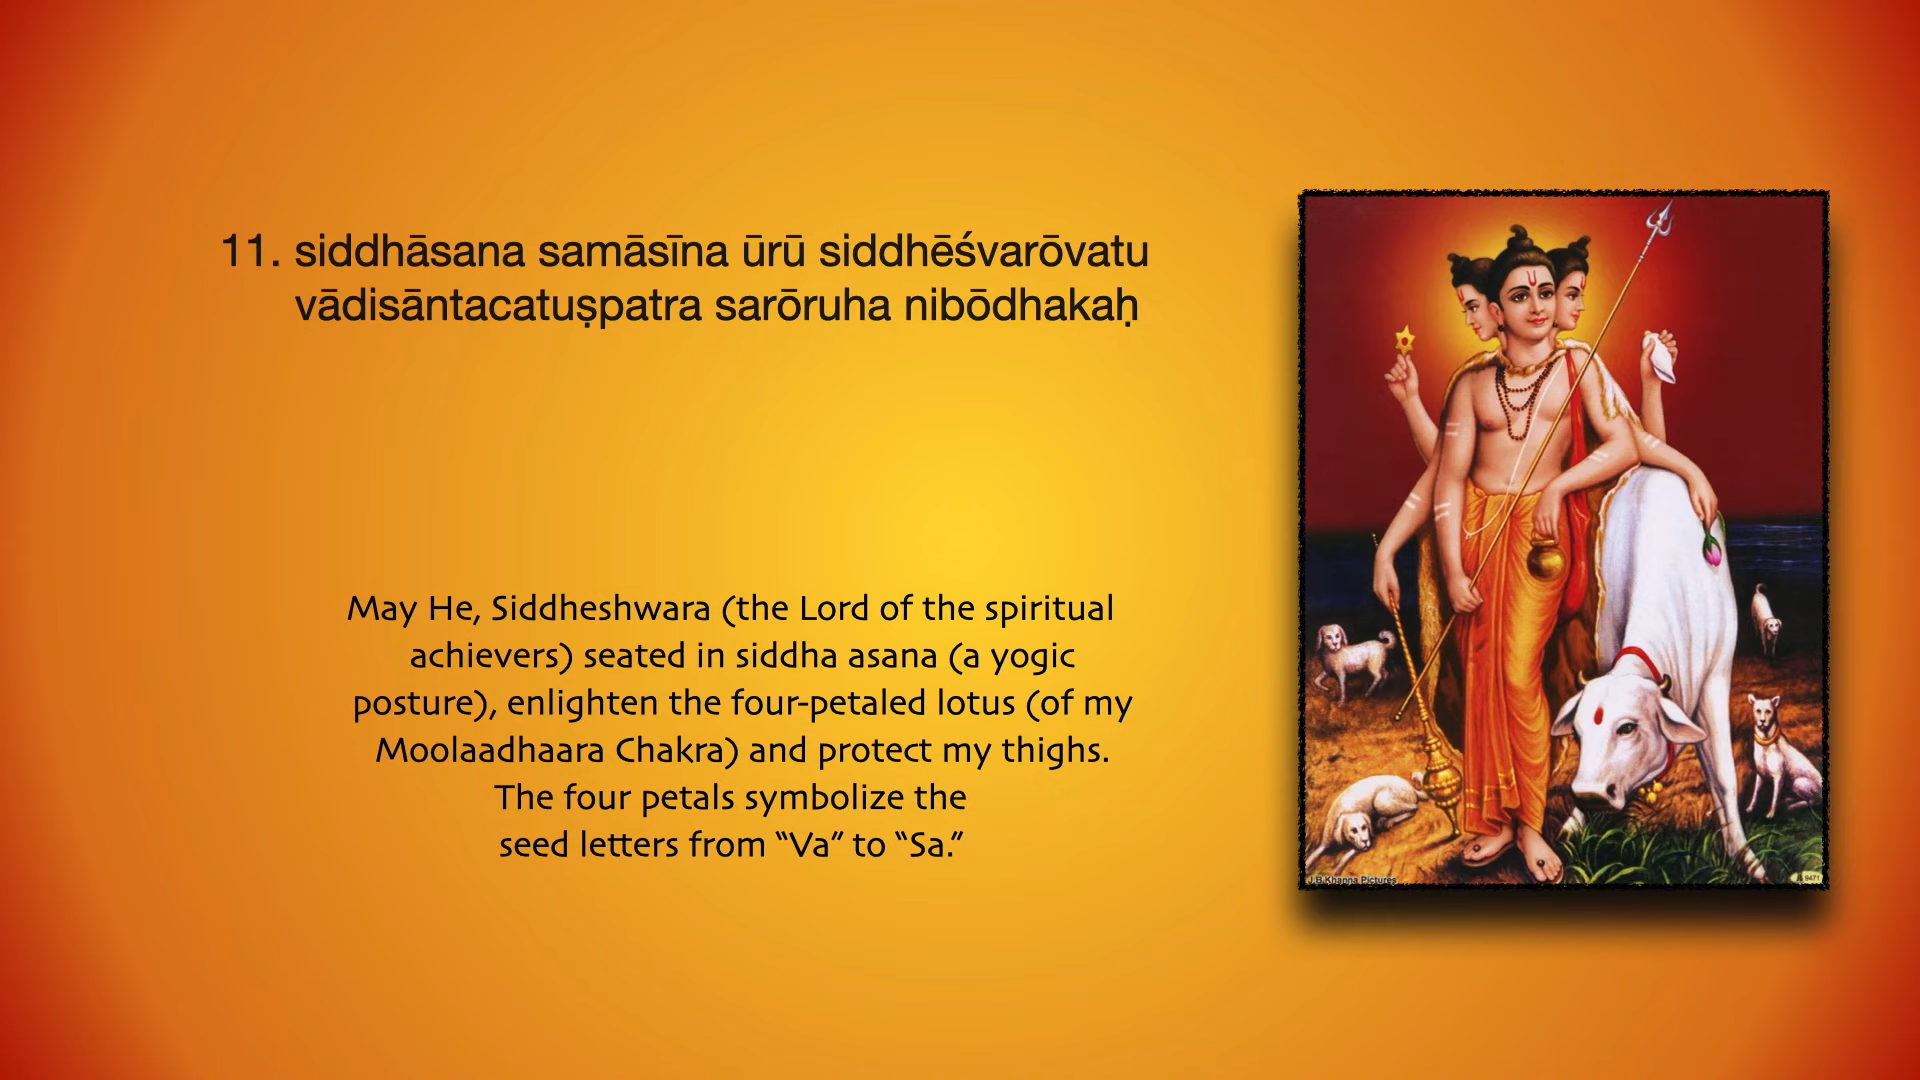 11. siddhāsana samāsīna ūrū siddhēśvarōvatu
vādisāntacatuṣpatra sarōruha nibōdhakaḥ
May He, Siddheshwara (the Lord of the spiritual
achievers) seated in siddha asana (a yogic
posture), enlighten the four-petaled lotus (of my
Moolaadhaara Chakra) and protect my thighs.
The four petals symbolize the
seed letters from “Va” to “Sa.”
J.B.Khanna Pictures
9471